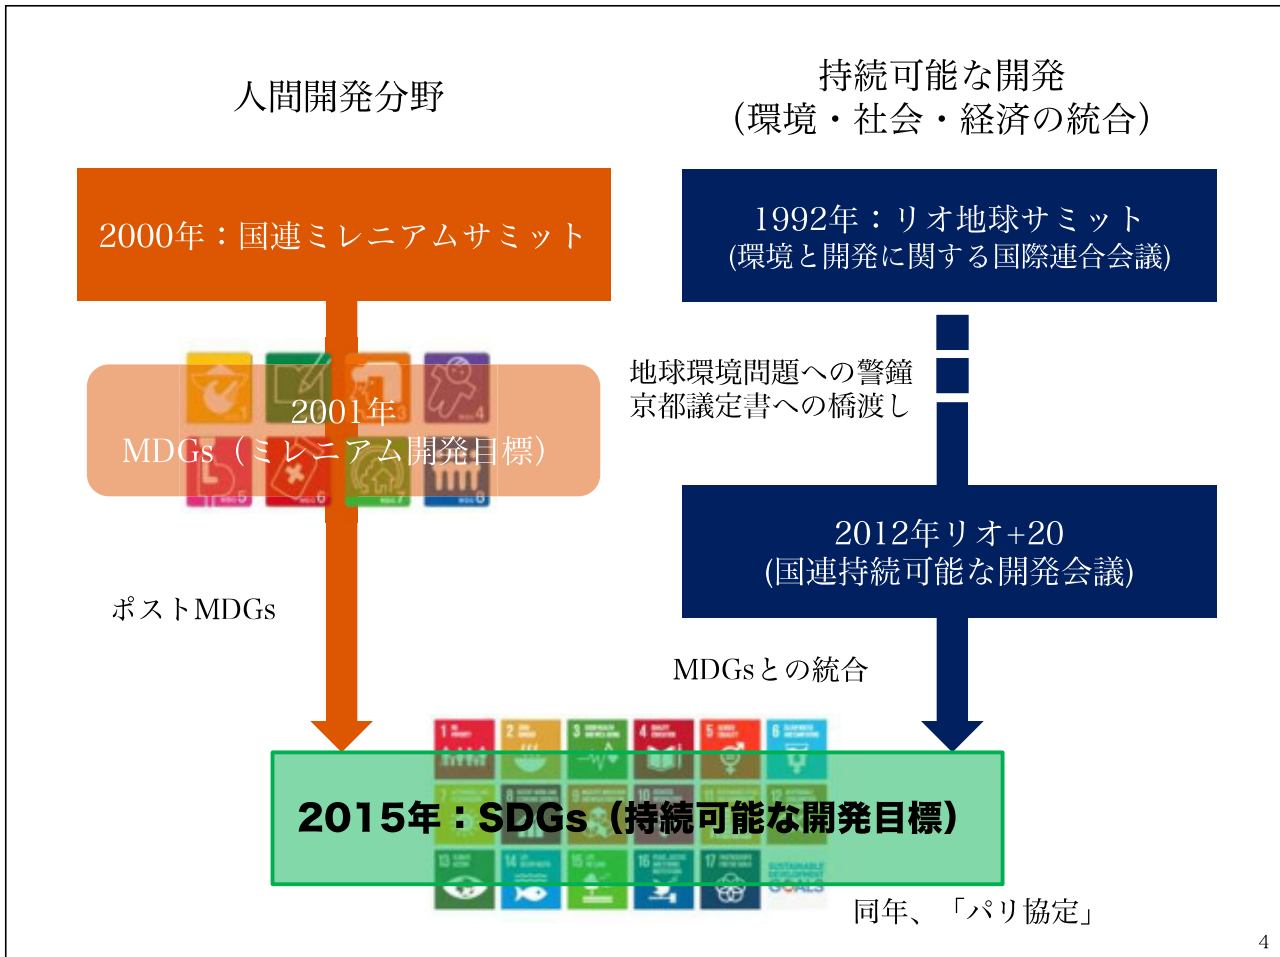 人間開発分野
持続可能な開発
（環境・社会・経済の統合）
2000年：国連ミレニアムサミット
1992年：リオ地球サミット
(環境と開発に関する国際連合会議)
地球環境問題への警鐘
京都議定書への橋渡し
2001年
MDGs（ミレニアム開発目標）
2012年リオ+20
(国連持続可能な開発会議)
ポストMDGs
MDGsとの統合
2015年：SDGs（持続可能な開発目標）
SUSTAINABLE
DEVELOPMENT
GOALS
同年、「パリ協定」
4